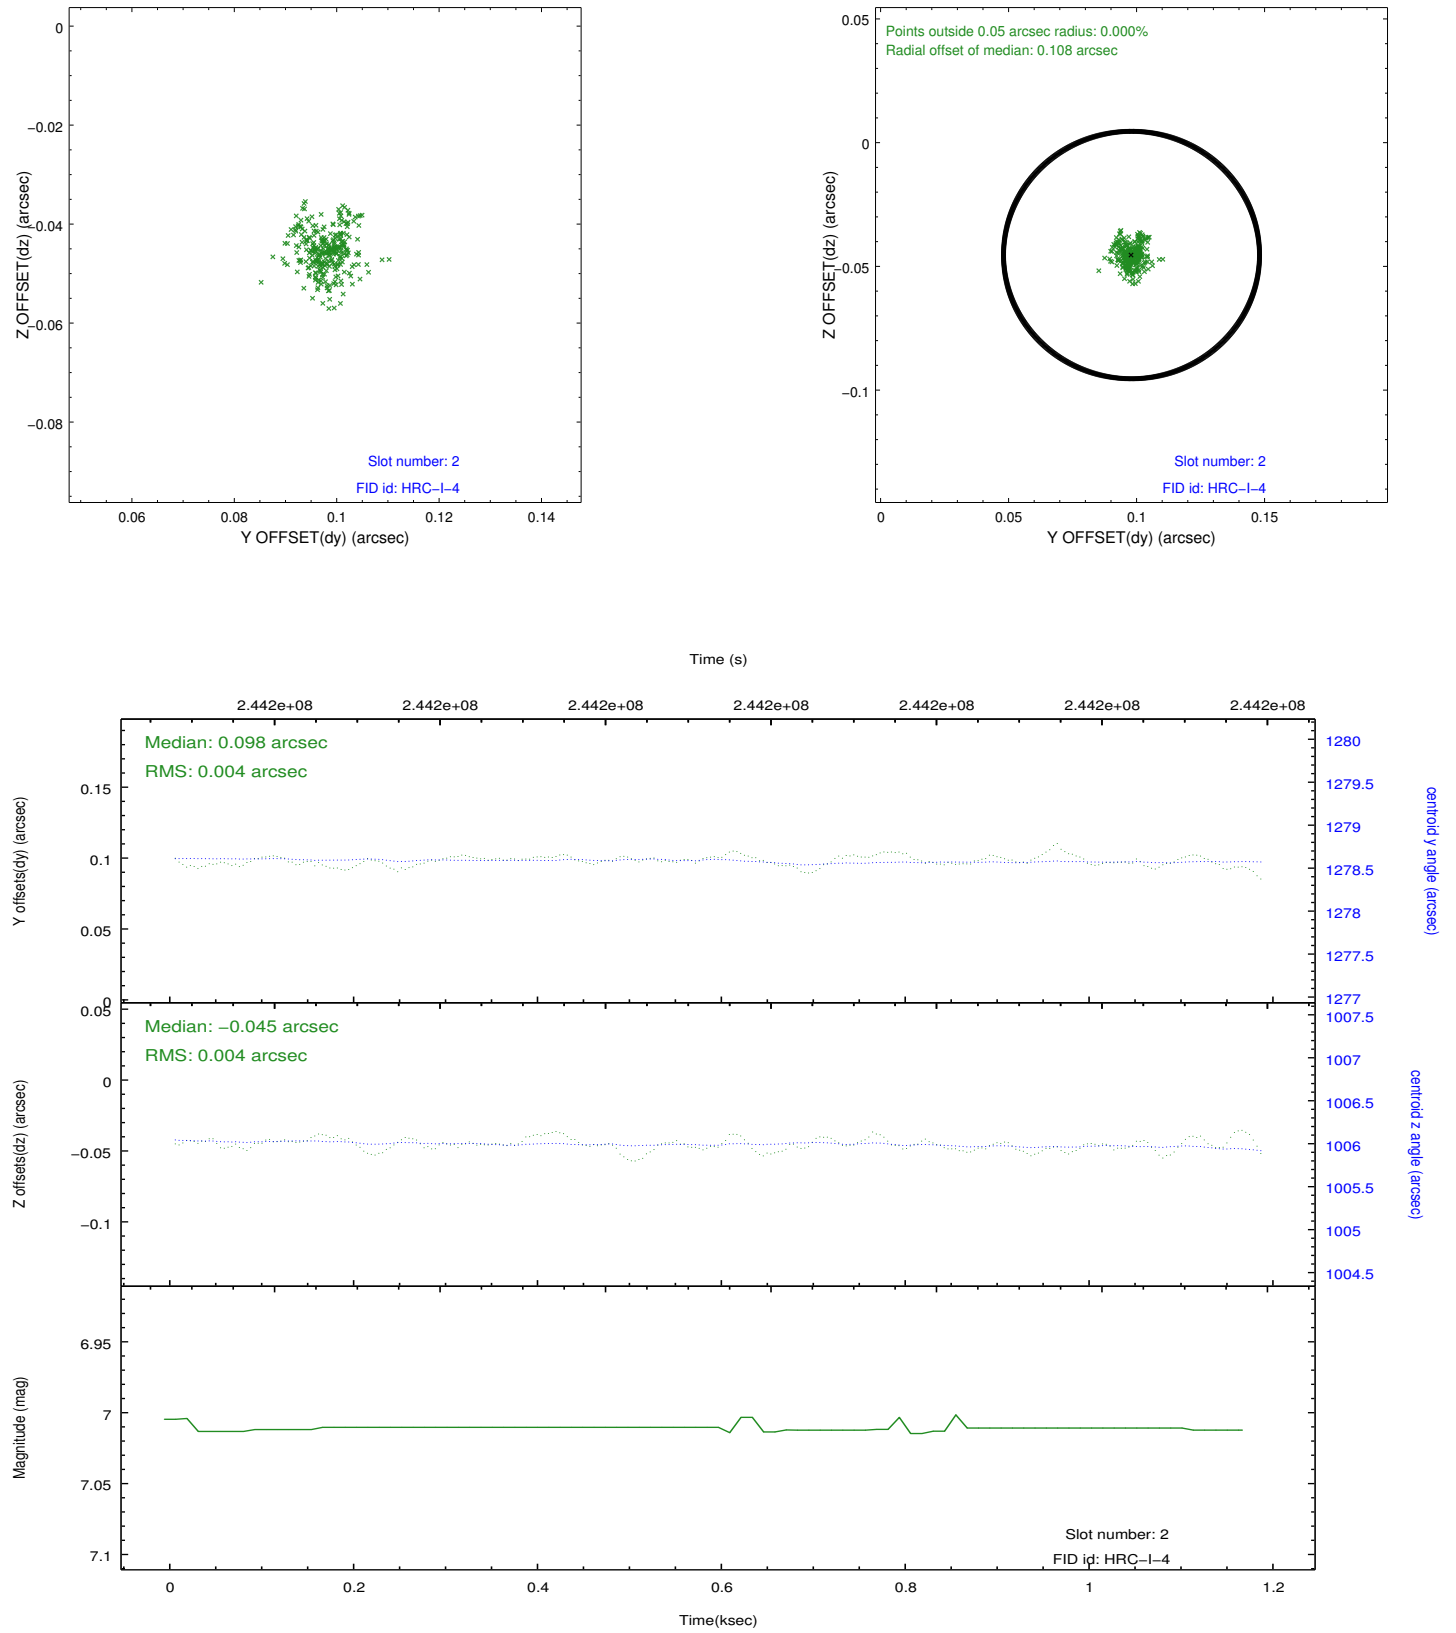 0
−0.02
−0.04
−0.06
−0.08
Z OFFSET(dz) (arcsec)
Slot number: 2
FID id: HRC−I−4
0.06
0.08
0.1
0.12
0.14
Y OFFSET(dy) (arcsec)
Points outside 0.05 arcsec radius: 0.000%
Radial offset of median: 0.108 arcsec
0.05
0
−0.05
−0.1
Z OFFSET(dz) (arcsec)
Slot number: 2
FID id: HRC−I−4
0
0.05
0.1
0.15
Y OFFSET(dy) (arcsec)
Time (s)
2.442e+08
2.442e+08
2.442e+08
2.442e+08
2.442e+08
2.442e+08
2.442e+08
Median: 0.098 arcsec
RMS: 0.004 arcsec
0.15
0.1
0.05
0
Y offsets(dy) (arcsec)
1280
1279.5
1279
1278.5
1278
1277.5
1277
centroid y angle (arcsec)
Median: −0.045 arcsec
RMS: 0.004 arcsec
0.05
0
−0.05
−0.1
Z offsets(dz) (arcsec)
1007.5
1007
1006.5
1006
1005.5
1005
1004.5
centroid z angle (arcsec)
6.95
7
7.05
7.1
Magnitude (mag)
Slot number: 2
FID id: HRC−I−4
0
0.2
0.4
0.6
0.8
1
1.2
Time(ksec)